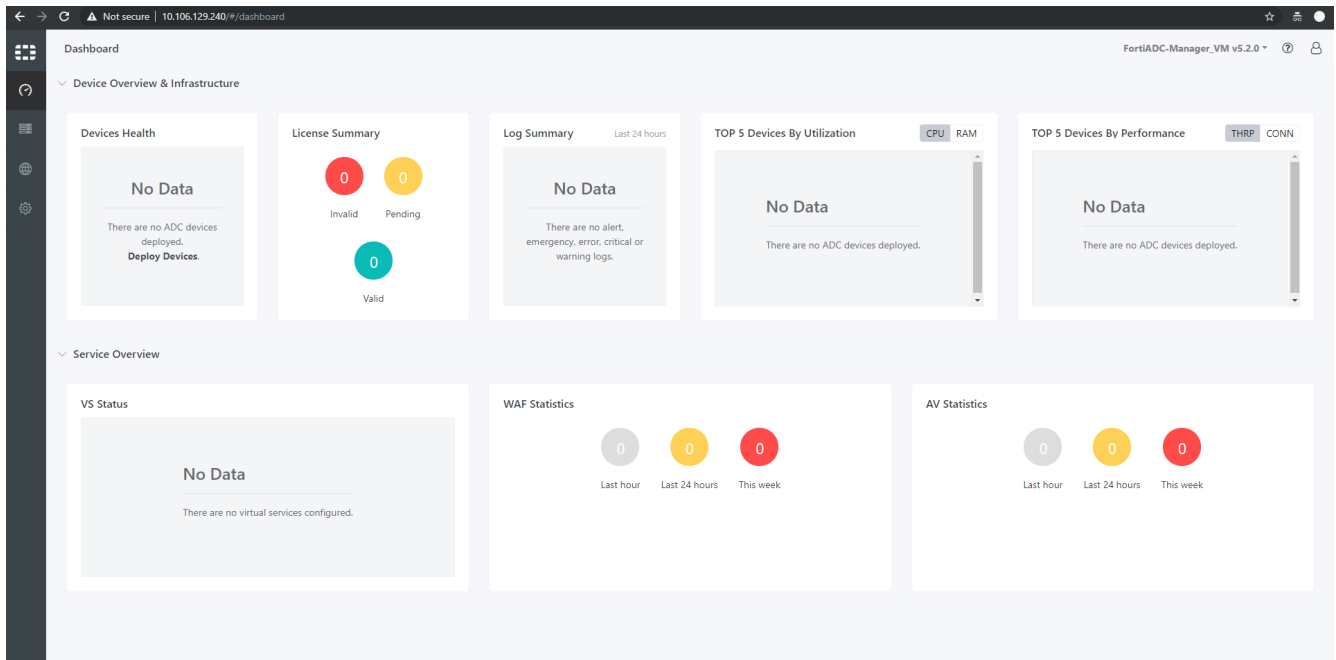 Not secure | 10.106.129.240/#/dashboard
Dashboard
FortiADC-Manager_VM v5.2.0
Device Overview & Infrastructure
Devices Health
No Data
There are no ADC devices
deployed.
Deploy Devices.
License Summary
0
0
Invalid
Pending
0
Valid
Log Summary
Last 24 hours
No Data
There are no alert,
emergency, error, critical or
warning logs.
TOP 5 Devices By Utilization
CPU
RAM
No Data
There are no ADC devices deployed.
TOP 5 Devices By Performance
THRP
CONN
No Data
There are no ADC devices deployed.
Service Overview
VS Status
No Data
There are no virtual services configured.
WAF Statistics
0
0
0
Last hour
Last 24 hours
This week
AV Statistics
0
0
0
Last hour
Last 24 hours
This week